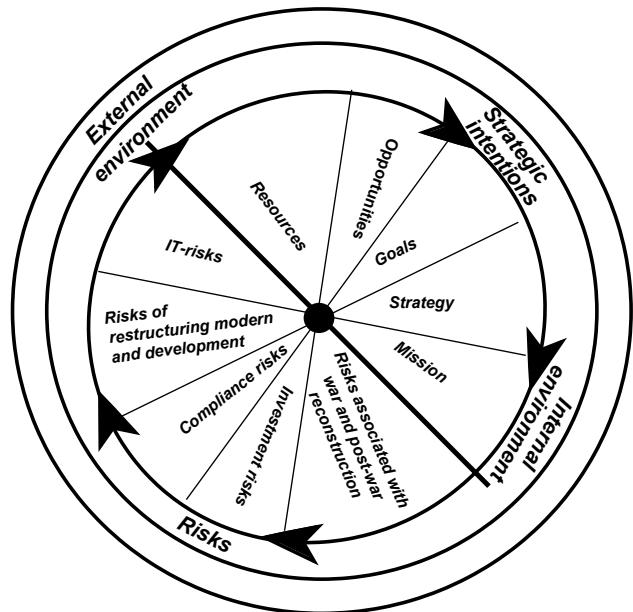 External
environment
Strategic
intentions
Internal
environment
Risks
Resources
Opportunities
Goals
Strategy
Mission
Risks associated with
war and post-war
reconstruction
Investment risks
Compliance risks
Risks of
restructuring modern
and development
IT-risks